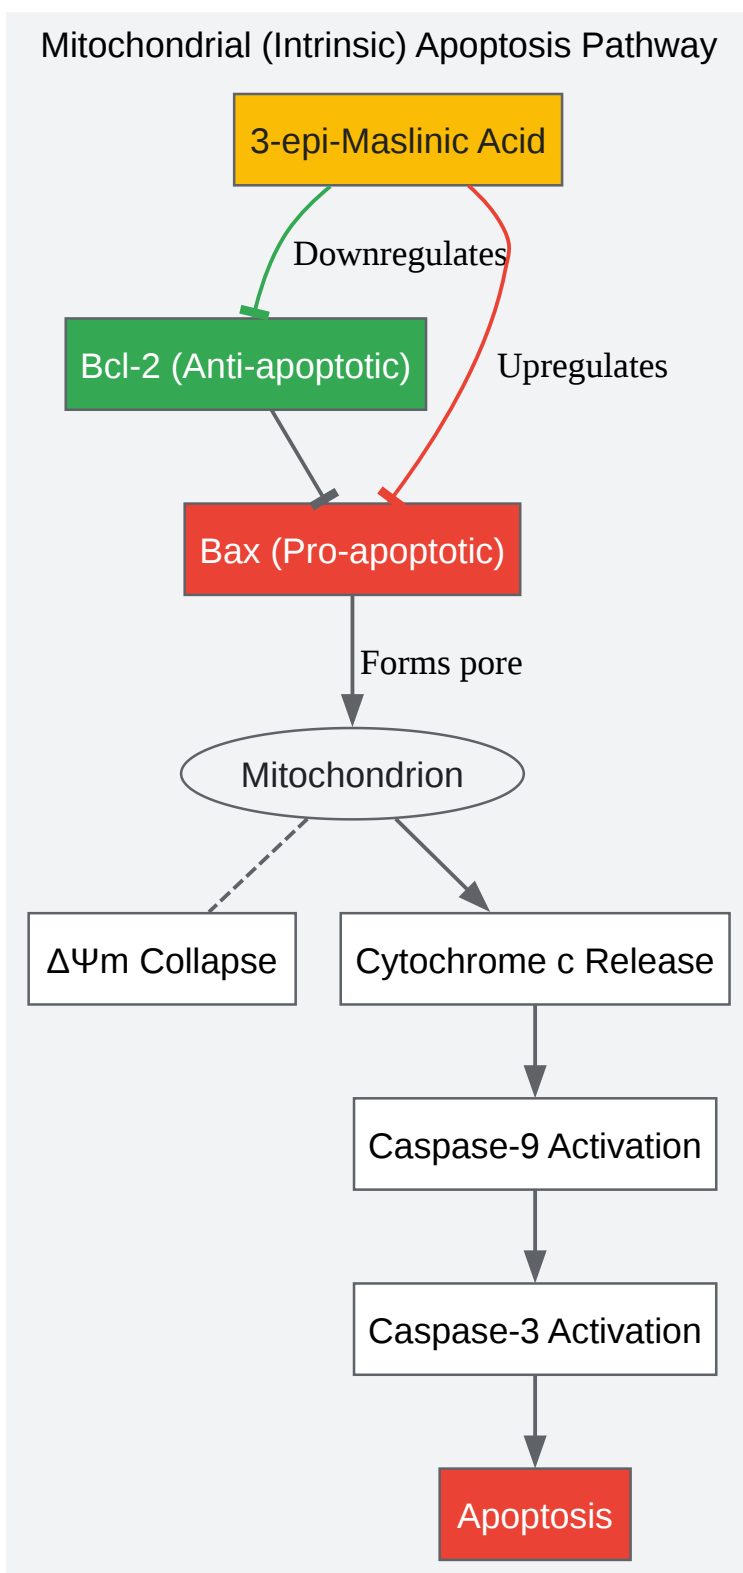 Mitochondrial (Intrinsic) Apoptosis Pathway
3-epi-Maslinic Acid
Downregulates
Bcl-2 (Anti-apoptotic)
Upregulates
Bax (Pro-apoptotic)
Forms pore
Mitochondrion
ΔΨm Collapse
Cytochrome c Release
Caspase-9 Activation
Caspase-3 Activation
Apoptosis